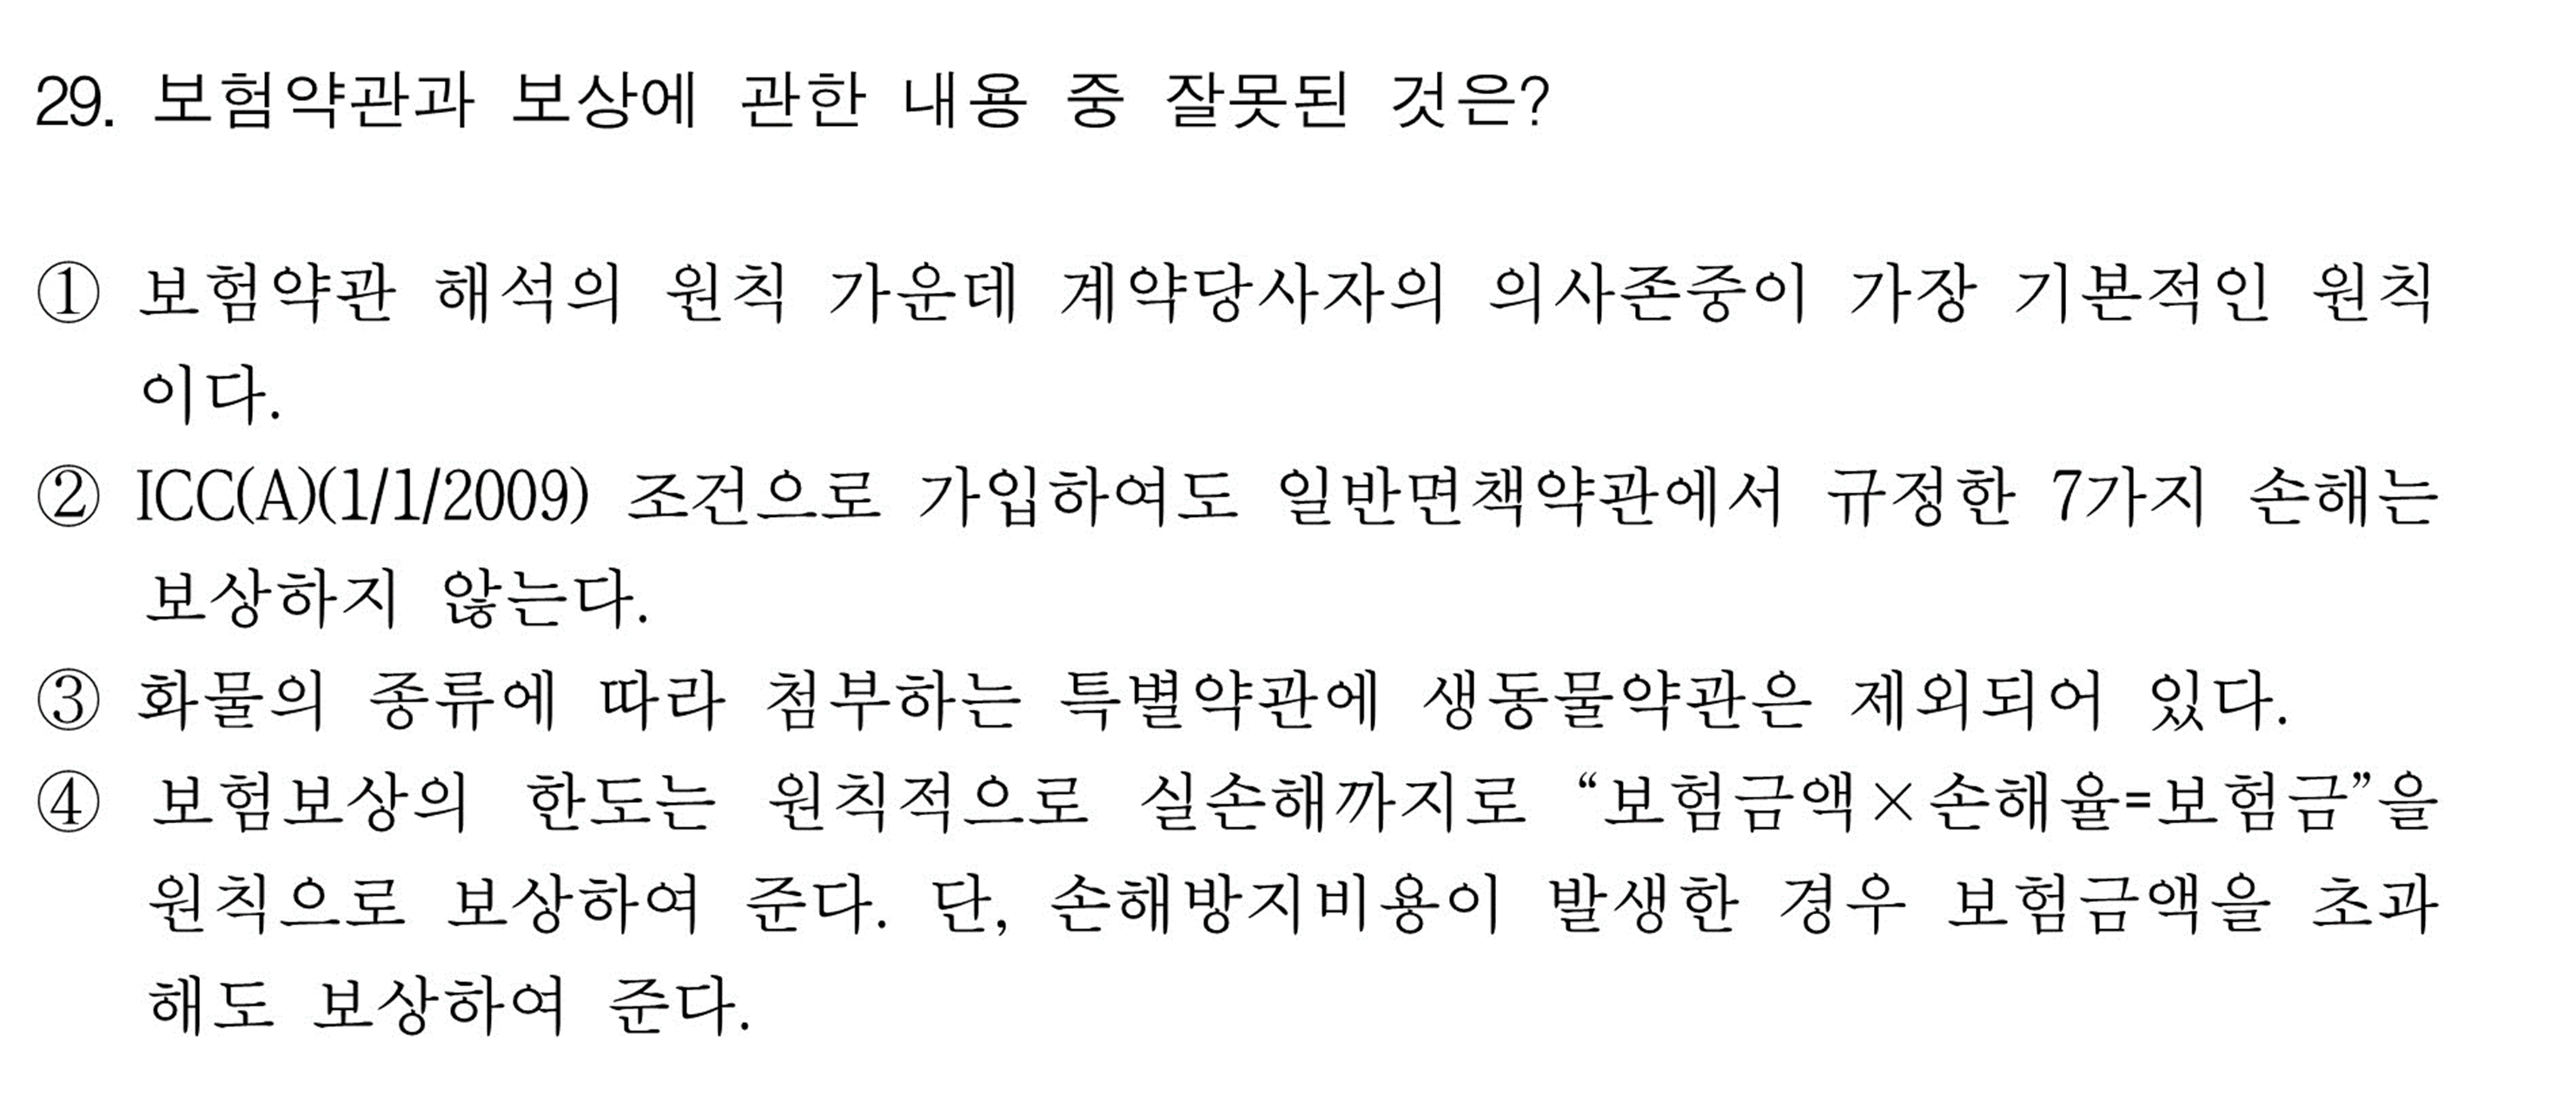 29. 보험약관과 보상에 관한 내용 중 잘못된 것은?
① 보험약관 해석의 원칙 가운데 계약당사자의 의사존중이 가장 기본적인 원칙
이다.
② ICC(A)(1/1/2009) 조건으로 가입하여도 일반면책약관에서 규정한 7가지 손해는
보상하지 않는다.
③ 화물의 종류에 따라 첨부하는 특별약관에 생동물약관은 제외되어 있다.
④ 보험보상의 한도는 원칙적으로 실손해까지로 “보험금액×손해율=보험금”을
원칙으로 보상하여 준다. 단, 손해방지비용이 발생한 경우 보험금액을 초과
해도 보상하여 준다.